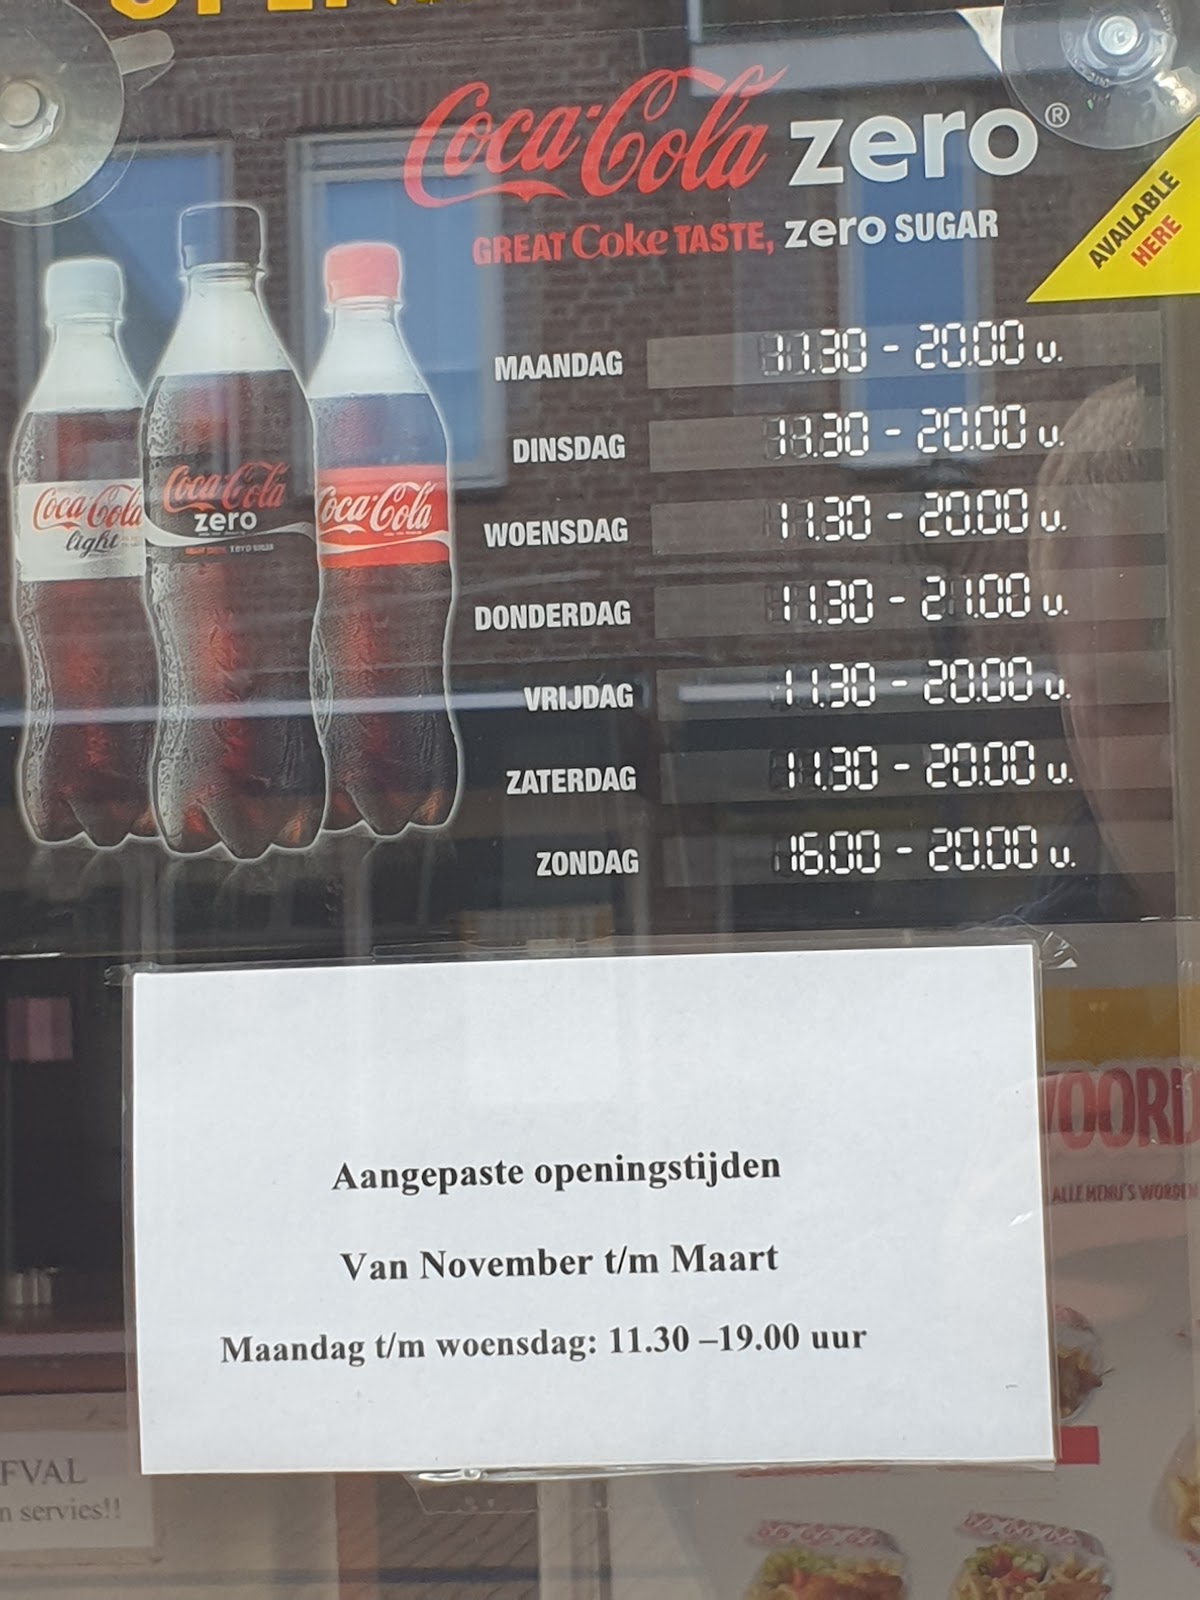 Coca-Cola zero®
GREAT Coke TASTE, zero SUGAR
AVAILABLE
HERE
MAANDAG 11.30 - 20.00 u.
DINSDAG 11.30 - 20.00 u.
WOENSDAG 11.30 - 20.00 u.
DONDERDAG 11.30 - 21.00 u.
VRIJDAG 11.30 - 20.00 u.
ZATERDAG 11.30 - 20.00 u.
ZONDAG 16.00 - 20.00 u.
Coca-Cola
light
Coca-Cola
zero
Coca-Cola
Aangepaste openingstijden
Van November t/m Maart
Maandag t/m woensdag: 11.30 –19.00 uur
ALLE MENU'S WORDEN
FVAL
n servies!!